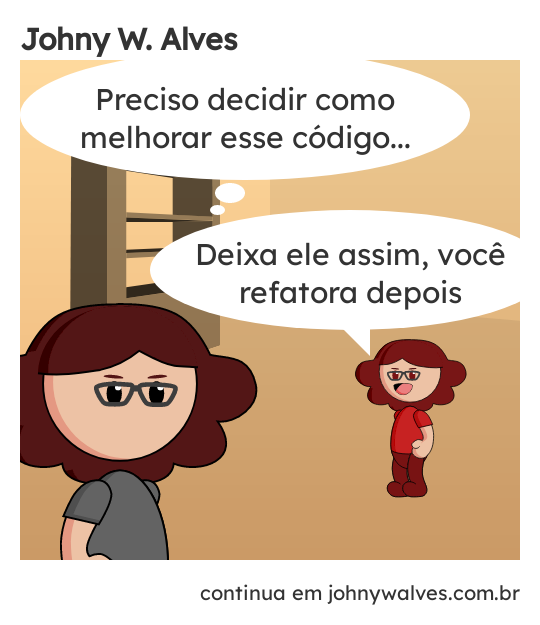 Johny W. Alves
Preciso decidir como
melhorar esse código...
Deixa ele assim, você
refatora depois
continua em johnywalves.com.br